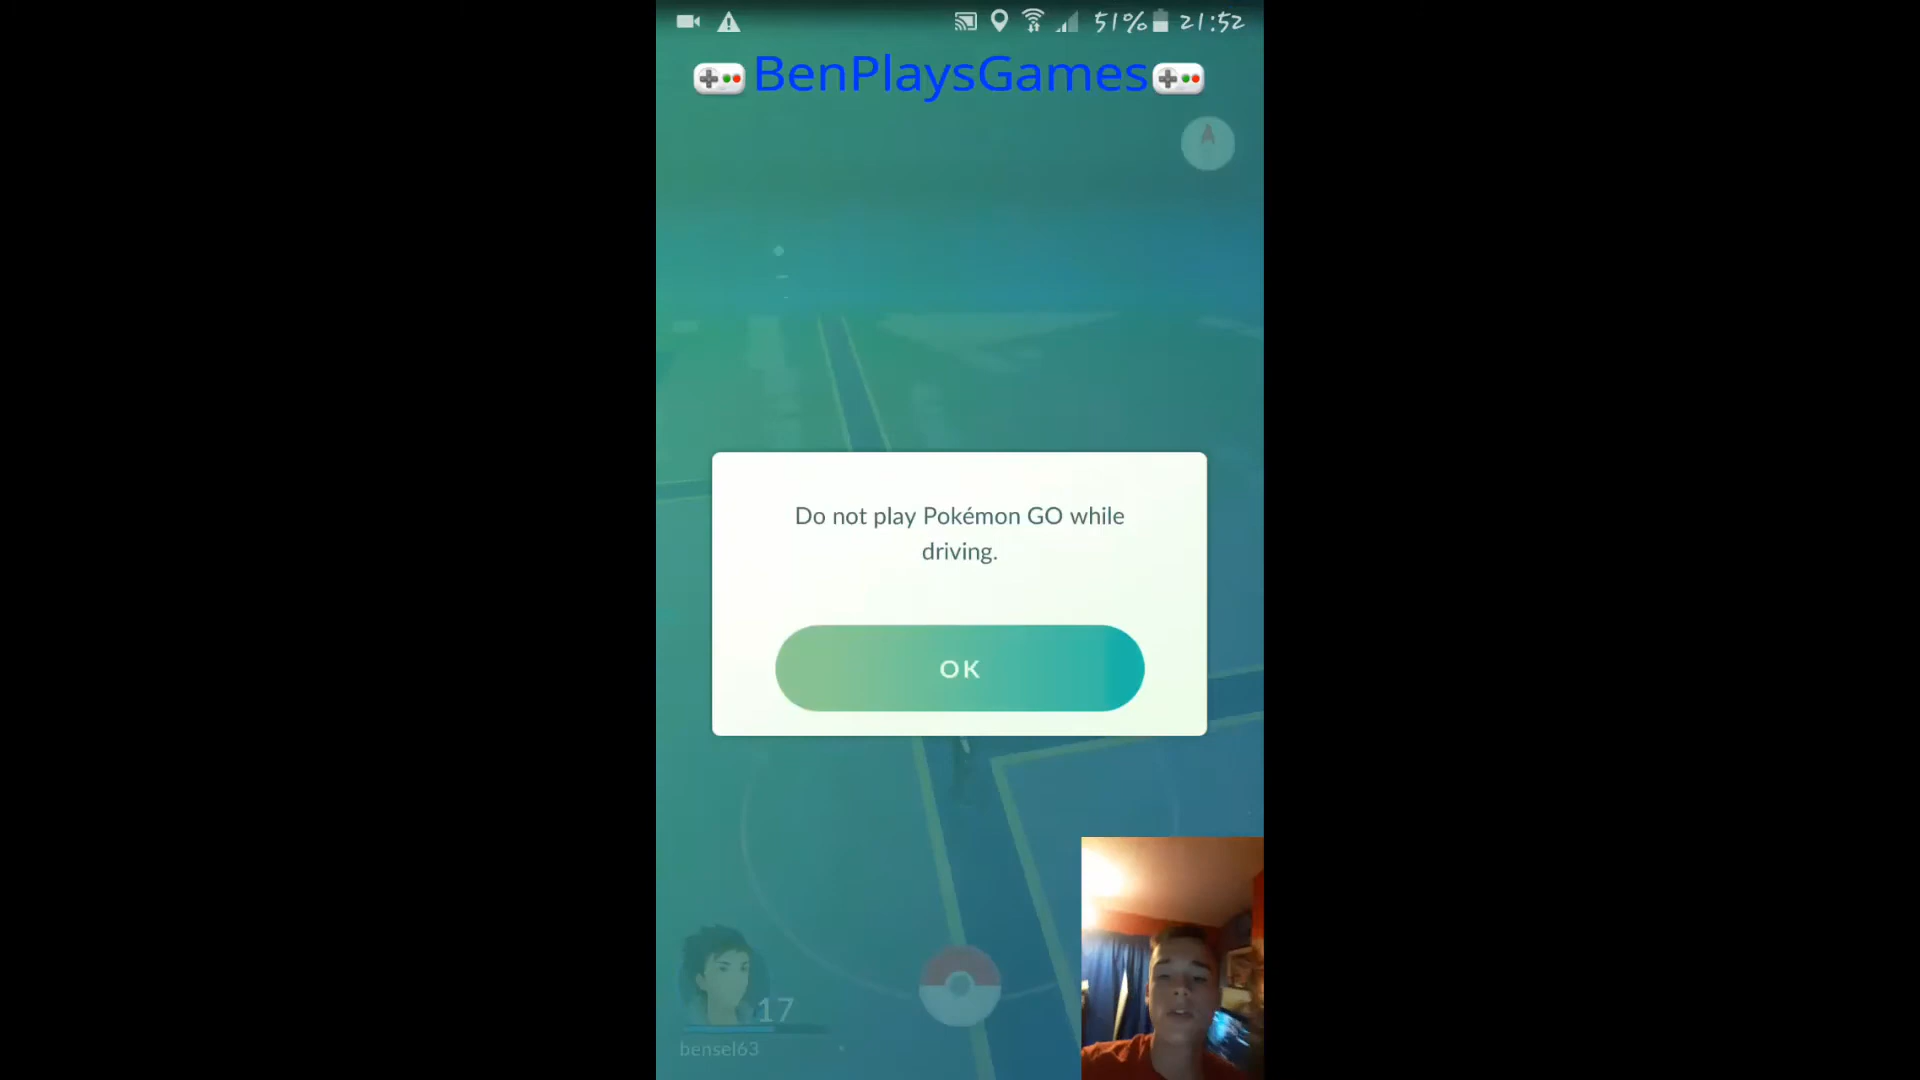 51% 21:52
BenPlaysGames
Do not play Pokémon GO while
driving.
OK
17
bensel63